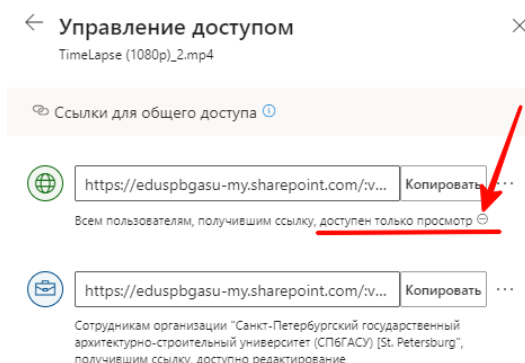 Управление доступом
TimeLapse (1080p)_2.mp4
Ссылки для общего доступа
https://eduspbgasu-my.sharepoint.com/:v... Копировать ...
Всем пользователям, получившим ссылку, доступен только просмотр
https://eduspbgasu-my.sharepoint.com/:v... Копировать ...
Сотрудникам организации "Санкт-Петербургский государственный
архитектурно-строительный университет (СПбГАСУ) [St. Petersburg",
получившим ссылку, доступно редактирование